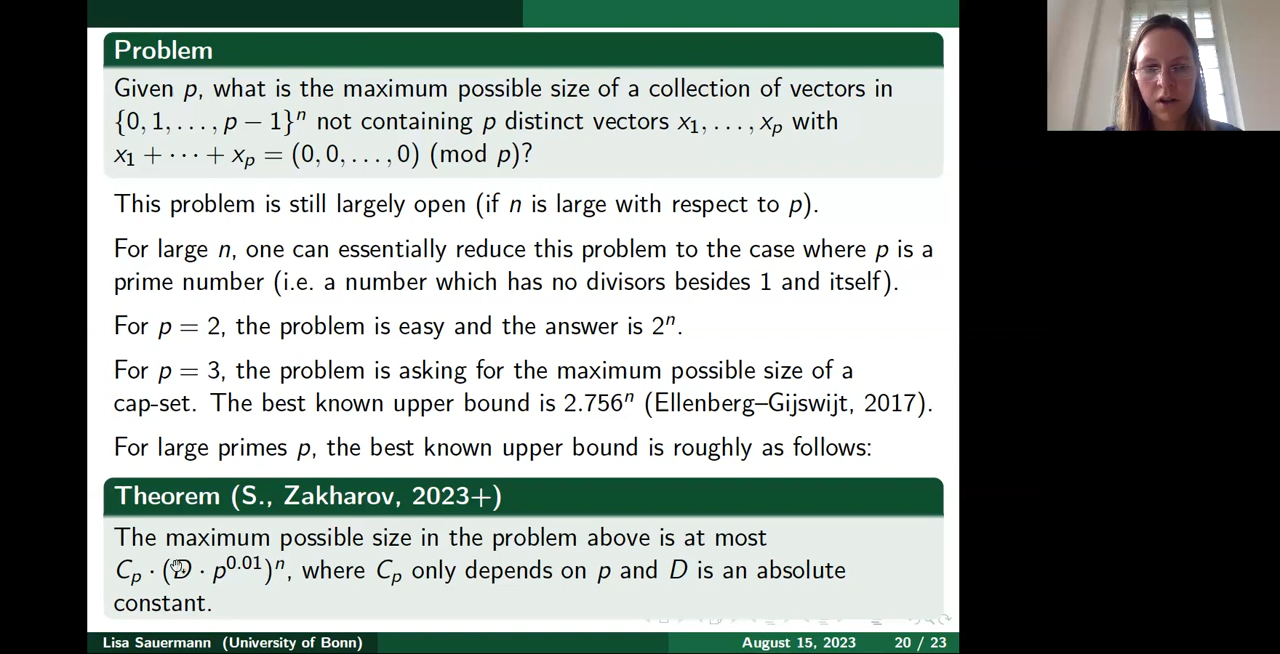 Problem
Given p, what is the maximum possible size of a collection of vectors in
{0, 1, . . . , p − 1}ⁿ not containing p distinct vectors x₁, . . . , xₚ with
x₁ + · · · + xₚ = (0, 0, . . . , 0) (mod p)?
This problem is still largely open (if n is large with respect to p).
For large n, one can essentially reduce this problem to the case where p is a
prime number (i.e. a number which has no divisors besides 1 and itself).
For p = 2, the problem is easy and the answer is 2ⁿ.
For p = 3, the problem is asking for the maximum possible size of a
cap-set. The best known upper bound is 2.756ⁿ (Ellenberg–Gijswijt, 2017).
For large primes p, the best known upper bound is roughly as follows:
Theorem (S., Zakharov, 2023+)
The maximum possible size in the problem above is at most
Cₚ · (D · p⁰·⁰¹)ⁿ, where Cₚ only depends on p and D is an absolute
constant.
Lisa Sauermann (University of Bonn) August 15, 2023 20 / 23